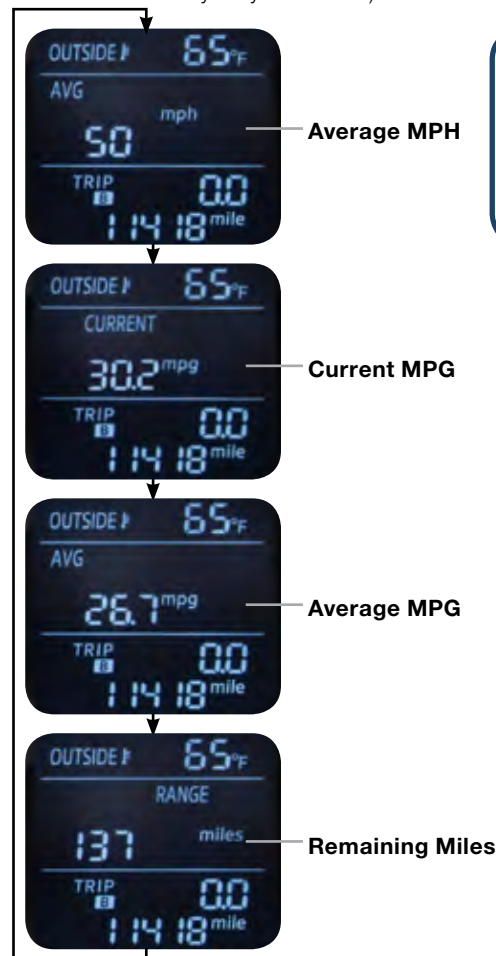 OUTSIDE 65°F
AVG
mph
50
TRIP B 0.0
11418 mile
Average MPH
OUTSIDE 65°F
CURRENT
30.2 mpg
TRIP B 0.0
11418 mile
Current MPG
OUTSIDE 65°F
AVG
26.7 mpg
TRIP B 0.0
11418 mile
Average MPG
OUTSIDE 65°F
RANGE
137 miles
TRIP B 0.0
11418 mile
Remaining Miles